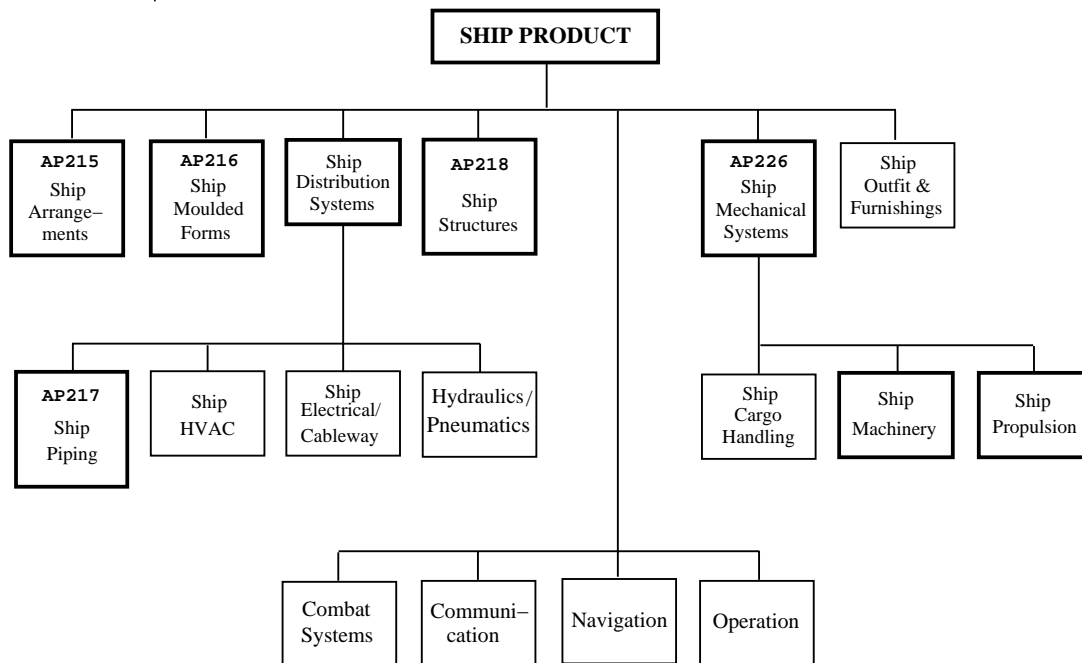 SHIP PRODUCT
AP215
Ship
Arrange–
ments
AP216
Ship
Moulded
Forms
Ship
Distribution
Systems
AP218
Ship
Structures
AP226
Ship
Mechanical
Systems
Ship
Outfit &
Furnishings
AP217
Ship
Piping
Ship
HVAC
Ship
Electrical/
Cableway
Hydraulics/
Pneumatics
Ship
Cargo
Handling
Ship
Machinery
Ship
Propulsion
Combat
Systems
Communi–
cation
Navigation
Operation